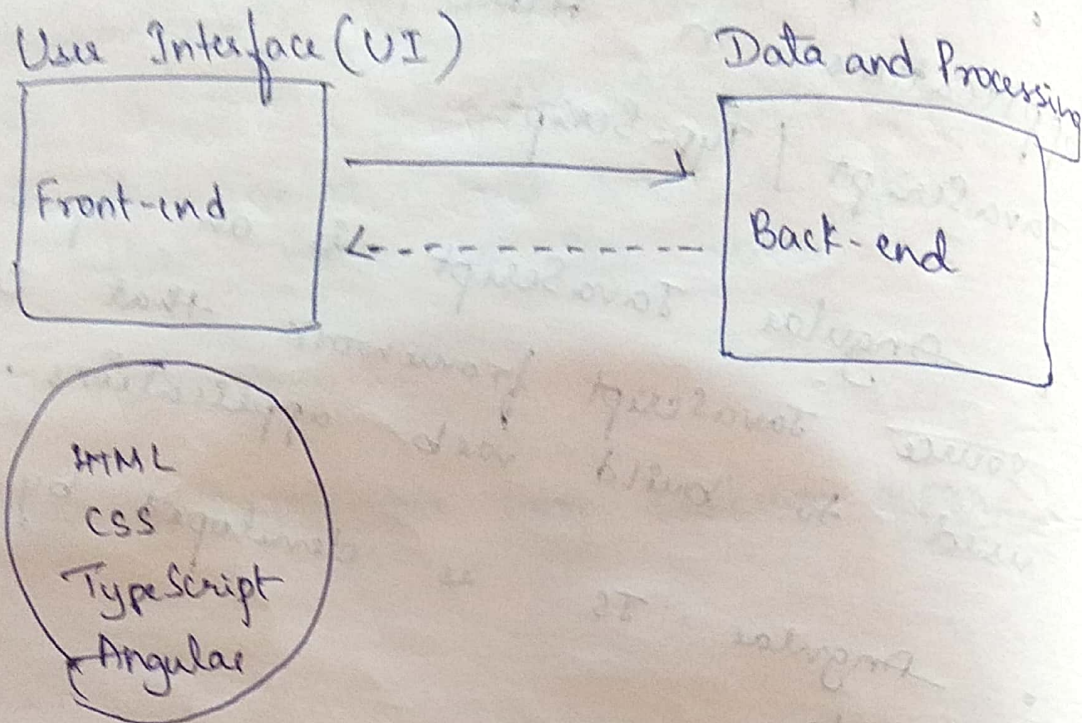 User Interface (UI)
Data and Processing
Front-end
Back-end
HTML
CSS
TypeScript
Angular